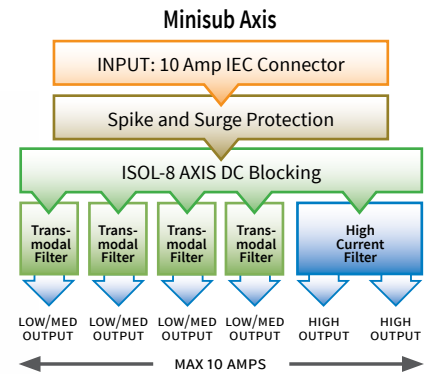 Minisub Axis
INPUT: 10 Amp IEC Connector
Spike and Surge Protection
ISOL-8 AXIS DC Blocking
Trans-
modal
Filter
Trans-
modal
Filter
Trans-
modal
Filter
Trans-
modal
Filter
High
Current
Filter
LOW/MED
OUTPUT
LOW/MED
OUTPUT
LOW/MED
OUTPUT
LOW/MED
OUTPUT
HIGH
OUTPUT
HIGH
OUTPUT
MAX 10 AMPS